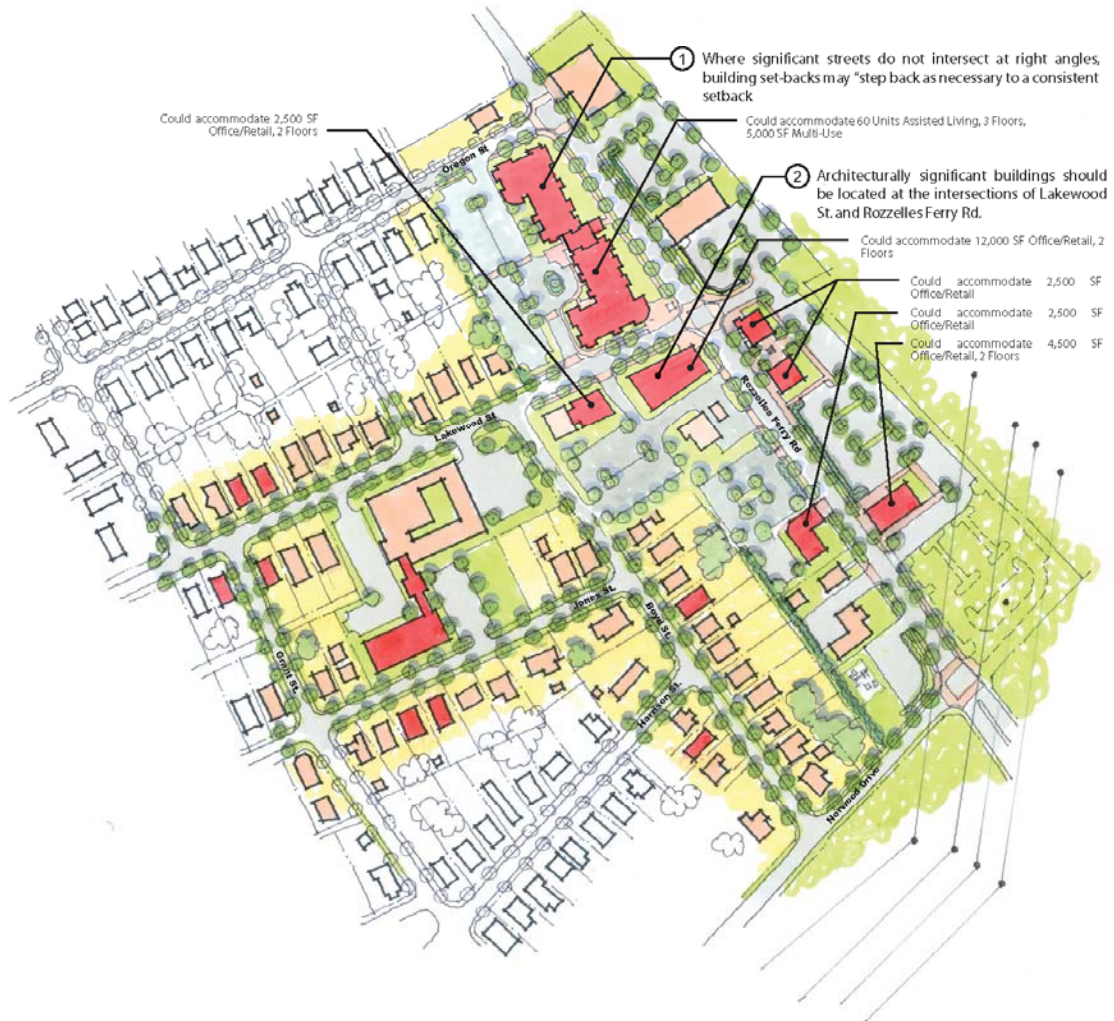 1 Where significant streets do not intersect at right angles,
building set-backs may "step back as necessary to a consistent
setback
Could accommodate 2,500 SF
Office/Retail, 2 Floors
Could accommodate 60 Units Assisted Living, 3 Floors,
5,000 SF Multi-Use
2 Architecturally significant buildings should
be located at the intersections of Lakewood
St. and Rozzelles Ferry Rd.
Could accommodate 12,000 SF Office/Retail, 2
Floors
Could accommodate 2,500 SF
Office/Retail
Could accommodate 2,500 SF
Office/Retail
Could accommodate 4,500 SF
Office/Retail, 2 Floors
Oregon St
Lakewood St
Rozzelles Ferry Rd
Jones St.
Boyd St.
Grant St.
Harrison St.
Norwood Drive